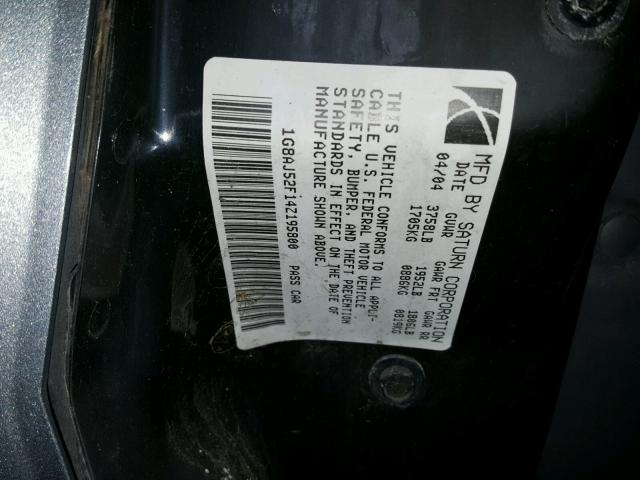 MFD BY SATURN CORPORATION
DATE GVWR GAWR FRT GAWR RR
04/04 3758LB 1952LB 1806LB
1705KG 0886KG 0819KG
THIS VEHICLE CONFORMS TO ALL APPLI-
CABLE U.S. FEDERAL MOTOR VEHICLE
SAFETY, BUMPER, AND THEFT PREVENTION
STANDARDS IN EFFECT ON THE DATE OF
MANUFACTURE SHOWN ABOVE.
1G8AJ52F14Z195800 PASS CAR